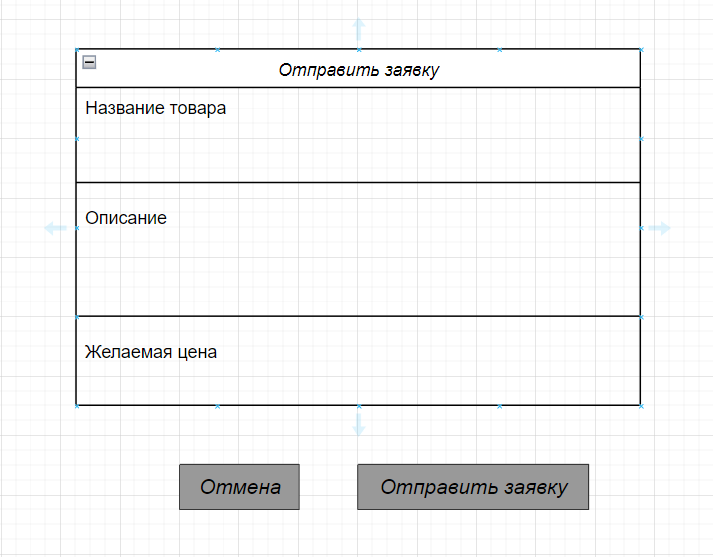 Отправить заявку
Название товара
Описание
Желаемая цена
Отмена
Отправить заявку